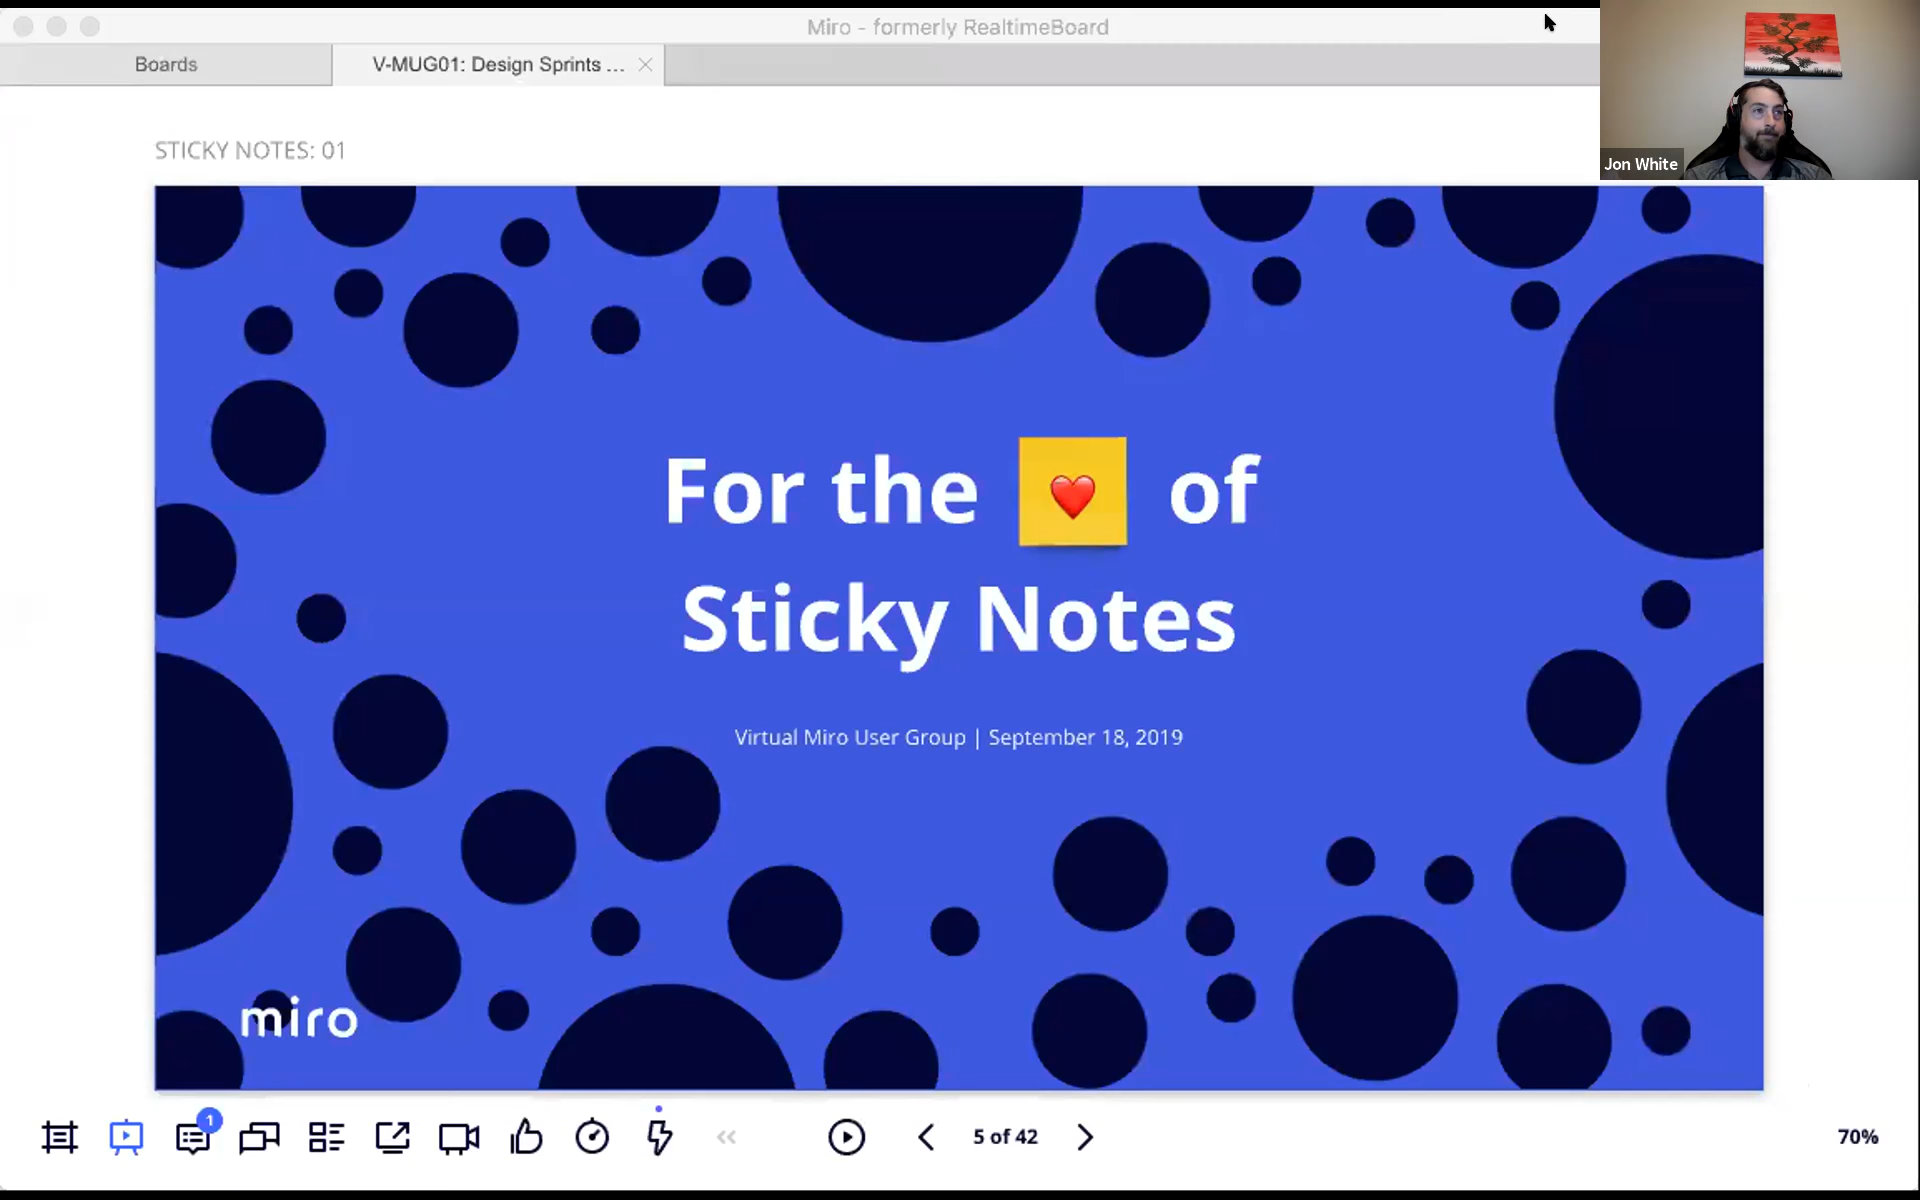 Miro - formerly RealtimeBoard
Boards
V-MUG01: Design Sprints ...
Jon White
STICKY NOTES: 01
For the ❤️ of
Sticky Notes
Virtual Miro User Group | September 18, 2019
miro
1
5 of 42
70%